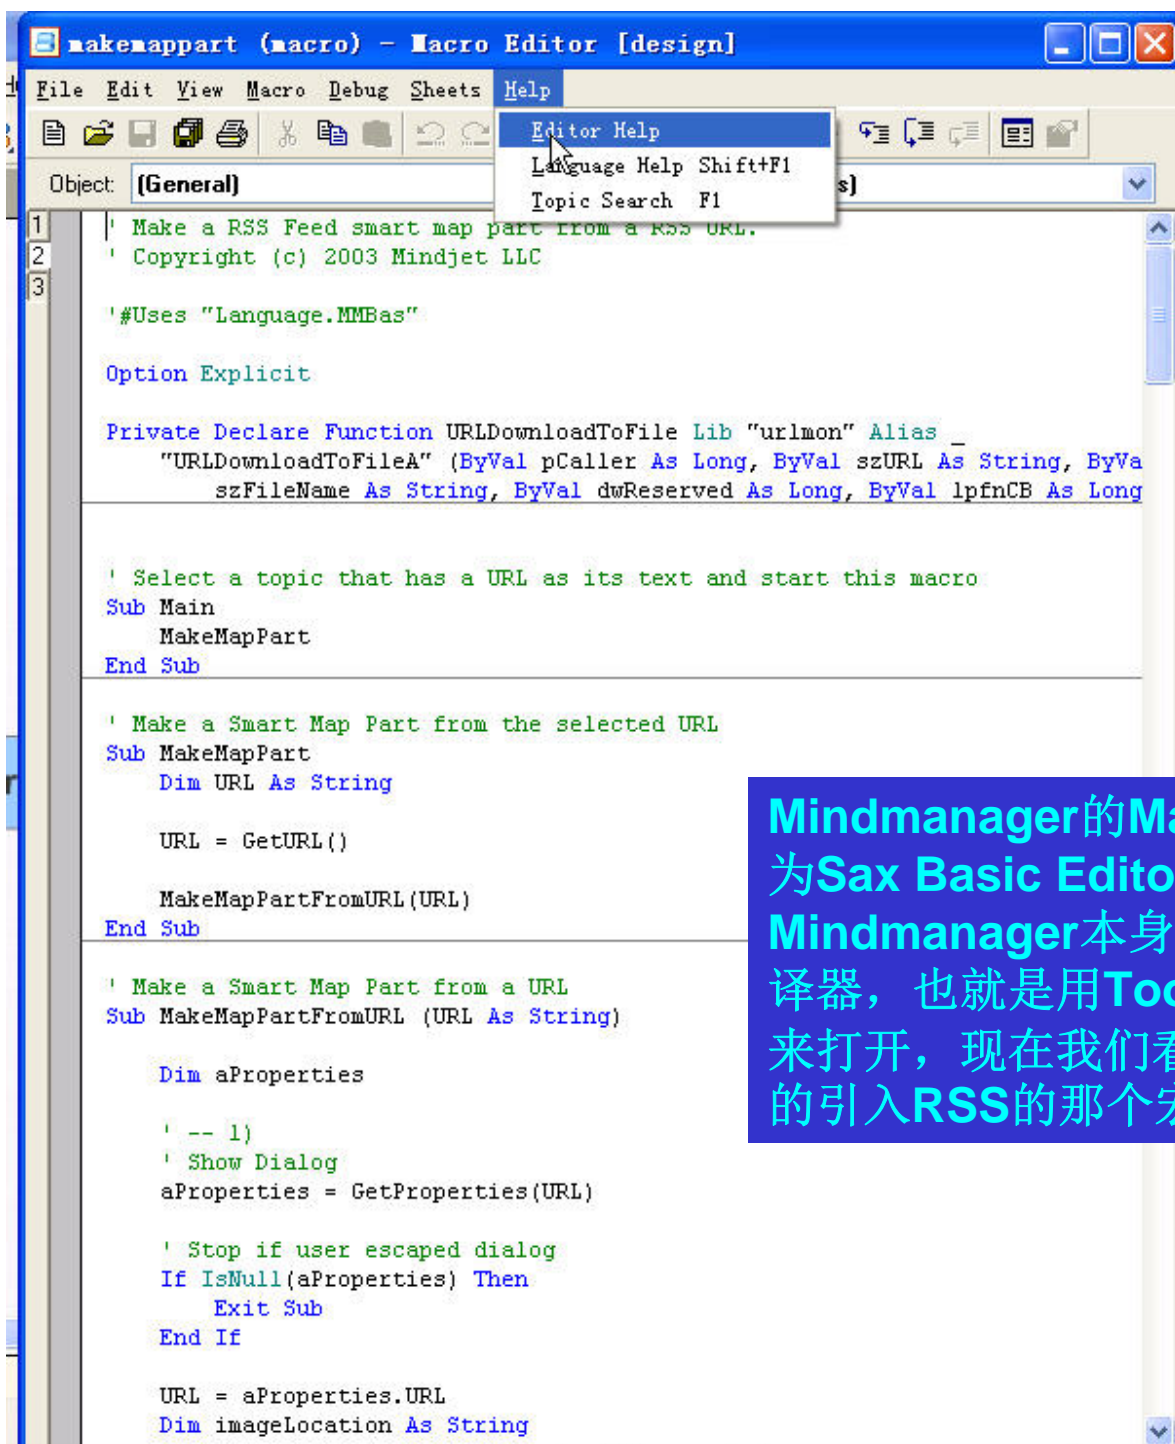 makemappart (macro) - Macro Editor [design]
File Edit View Macro Debug Sheets Help
Editor Help
Language Help Shift+F1
Topic Search F1
Object: (General)
s)
1
2
3
' Make a RSS Feed smart map part from a RSS URL.
' Copyright (c) 2003 Mindjet LLC
'#Uses "Language.MMBas"
Option Explicit
Private Declare Function URLDownloadToFile Lib "urlmon" Alias _
"URLDownloadToFileA" (ByVal pCaller As Long, ByVal szURL As String, ByVa
szFileName As String, ByVal dwReserved As Long, ByVal lpfnCB As Long
' Select a topic that has a URL as its text and start this macro
Sub Main
MakeMapPart
End Sub
' Make a Smart Map Part from the selected URL
Sub MakeMapPart
Dim URL As String
URL = GetURL()
MakeMapPartFromURL(URL)
End Sub
' Make a Smart Map Part from a URL
Sub MakeMapPartFromURL (URL As String)
Dim aProperties
' -- 1)
' Show Dialog
aProperties = GetProperties(URL)
' Stop if user escaped dialog
If IsNull(aProperties) Then
Exit Sub
End If
URL = aProperties.URL
Dim imageLocation As String
Mindmanager的Ma
为Sax Basic Edito
Mindmanager本身
译器，也就是用Too
来打开，现在我们看
的引入RSS的那个宏